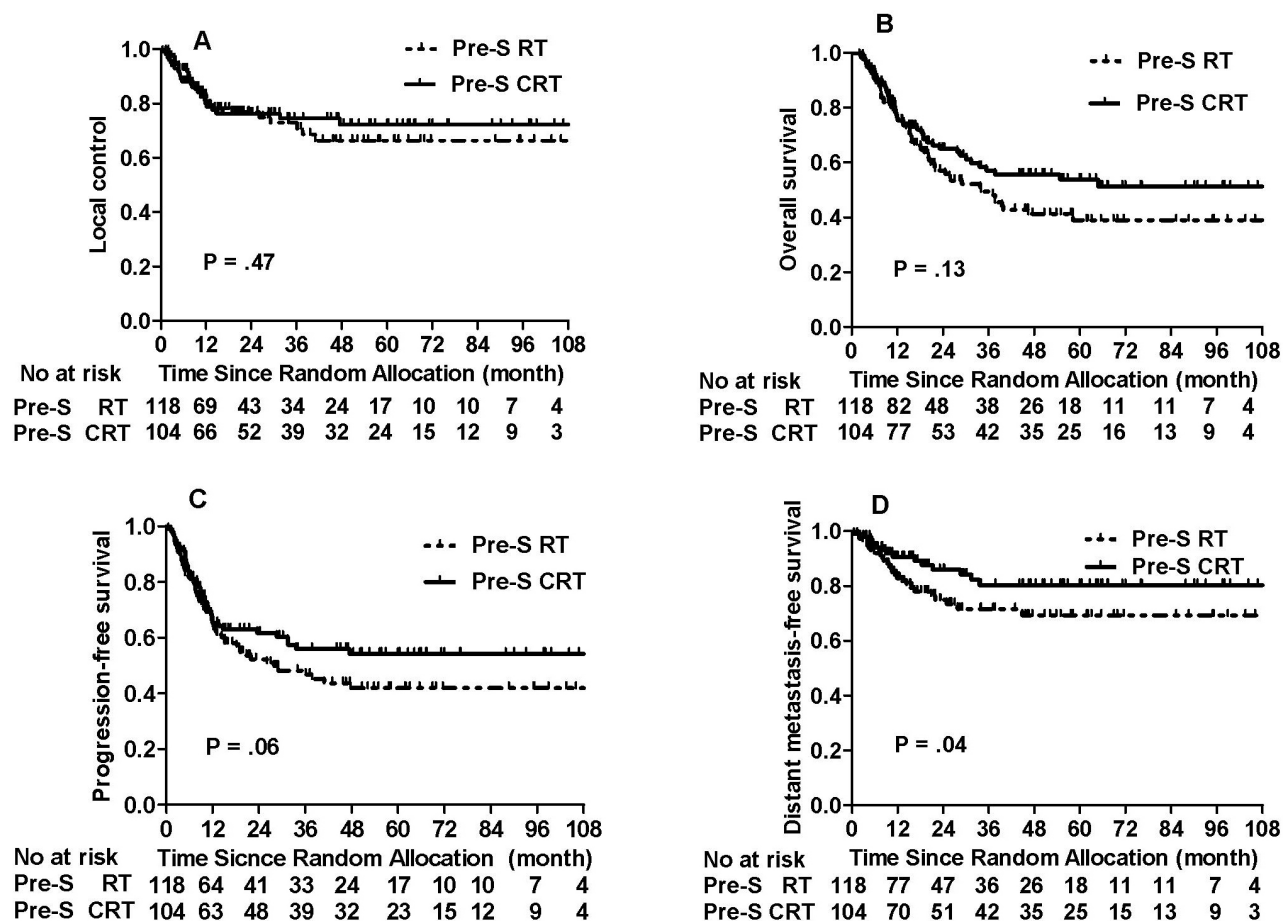 A
Pre-S RT
Pre-S CRT
Local control
1.0
0.8
0.6
0.4
0.2
0.0
P = .47
0 12 24 36 48 60 72 84 96 108
No at risk Time Since Random Allocation (month)
Pre-S RT 118 69 43 34 24 17 10 10 7 4
Pre-S CRT 104 66 52 39 32 24 15 12 9 3
B
Pre-S RT
Pre-S CRT
Overall survival
1.0
0.8
0.6
0.4
0.2
0.0
P = .13
0 12 24 36 48 60 72 84 96 108
No at risk Time Since Random Allocation (month)
Pre-S RT 118 82 48 38 26 18 11 11 7 4
Pre-S CRT 104 77 53 42 35 25 16 13 9 4
C
Pre-S RT
Pre-S CRT
Progression-free survival
1.0
0.8
0.6
0.4
0.2
0.0
P = .06
0 12 24 36 48 60 72 84 96 108
No at risk Time Sicnce Random Allocation (month)
Pre-S RT 118 64 41 33 24 17 10 10 7 4
Pre-S CRT 104 63 48 39 32 23 15 12 9 4
D
Pre-S RT
Pre-S CRT
Distant metastasis-free survival
1.0
0.8
0.6
0.4
0.2
0.0
P = .04
0 12 24 36 48 60 72 84 96 108
No at risk Time Since Random Allocation (month)
Pre-S RT 118 77 47 36 26 18 11 11 7 4
Pre-S CRT 104 70 51 42 35 25 15 13 9 3